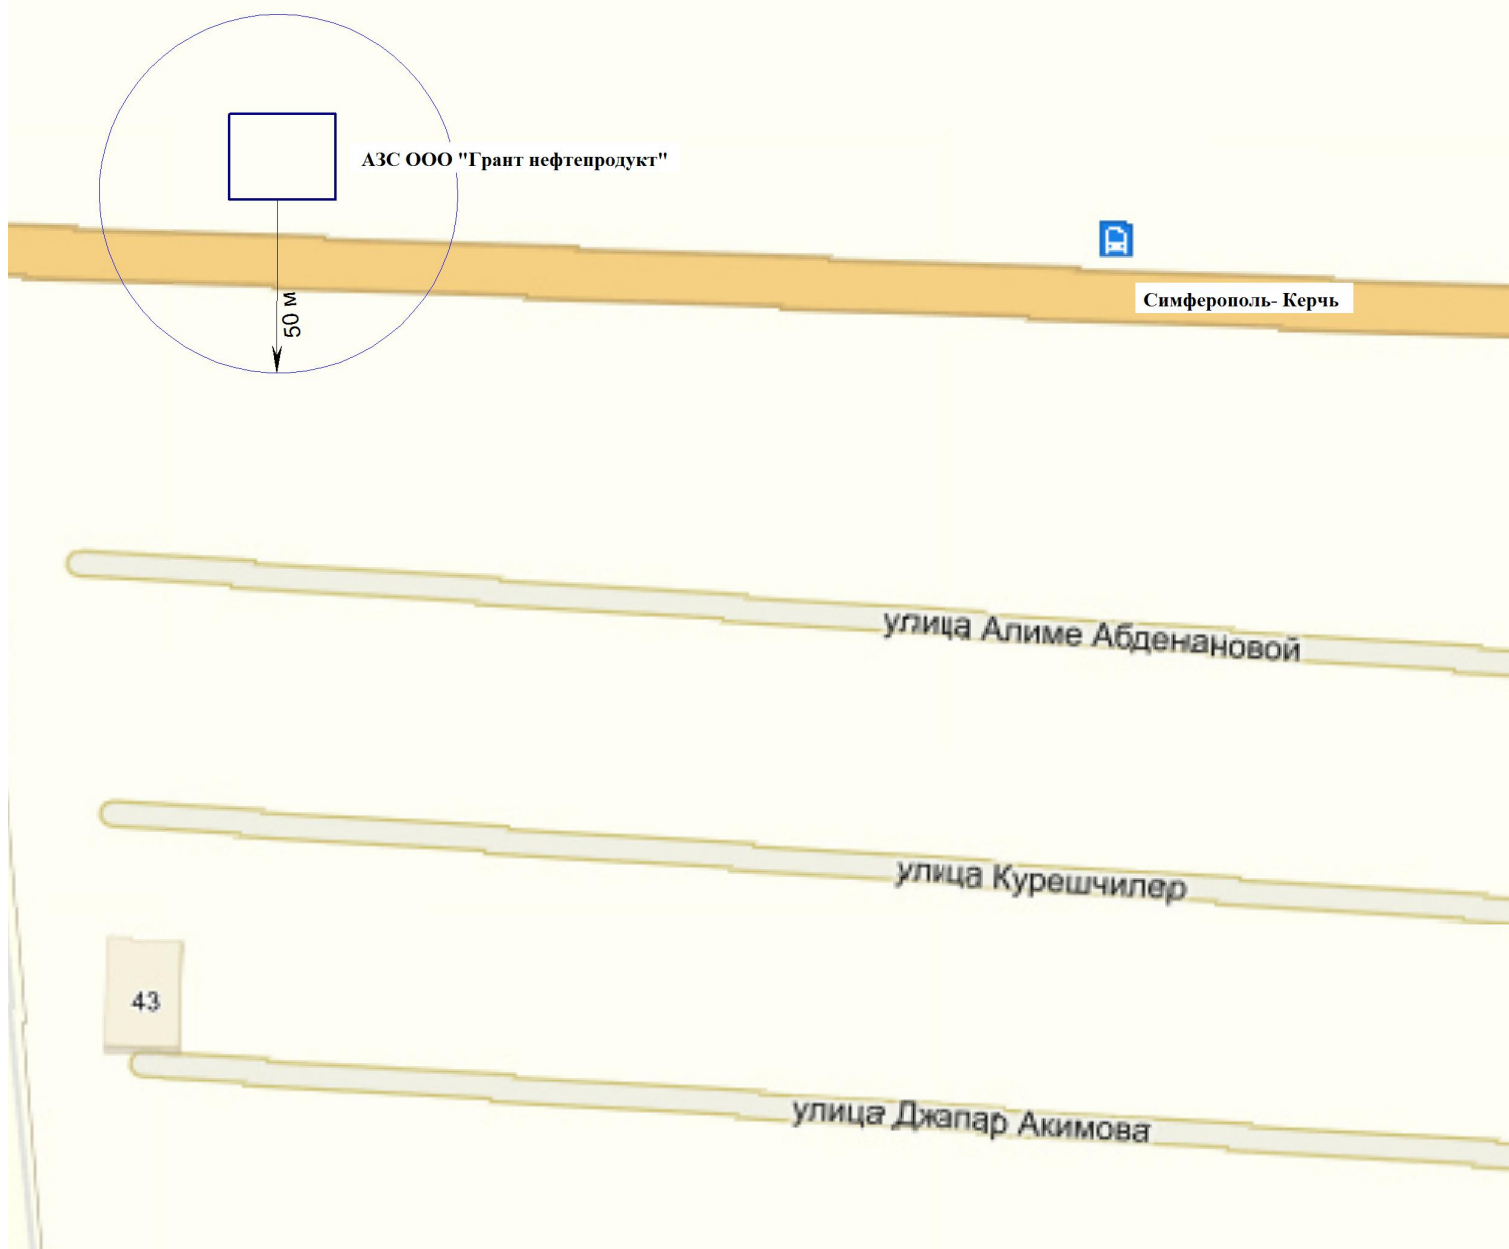 АЗС ООО "Грант нефтепродукт"
Симферополь- Керчь
50 м
улица Алиме Абденановой
улица Курешчилер
43
улица Джапар Акимова